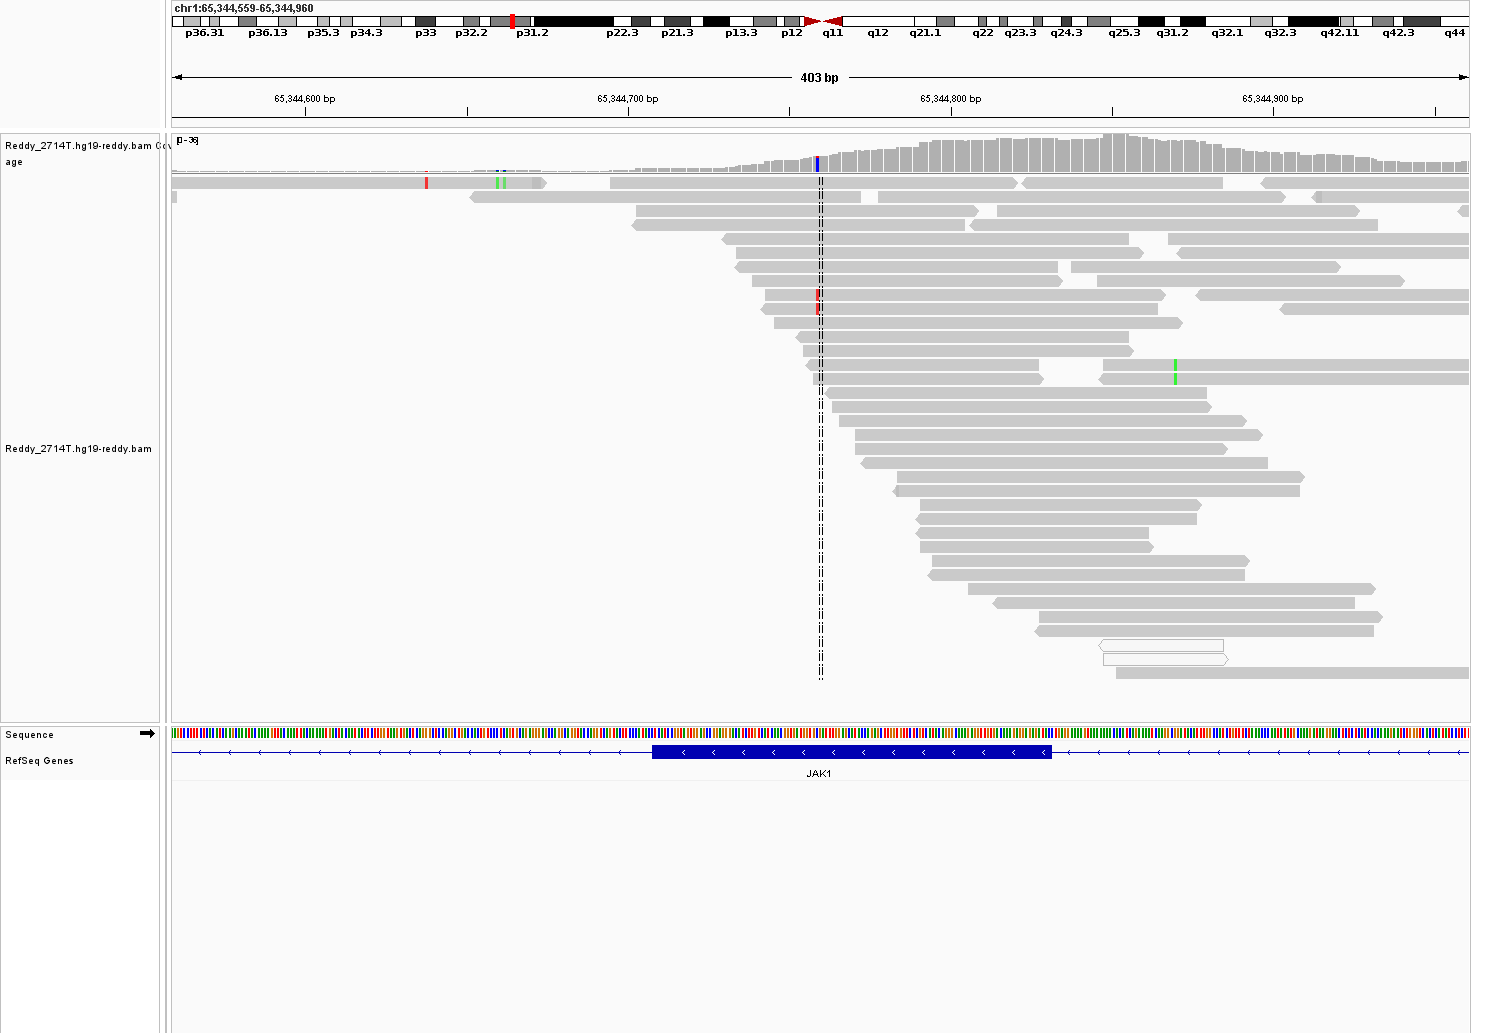 chr1:65,344,559-65,344,960
p36.31 p36.13 p35.3 p34.3 p33 p32.2 p31.2 p22.3 p21.3 p13.3 p12 q11 q12 q21.1 q22 q23.3 q24.3 q25.3 q31.2 q32.1 q32.3 q42.11 q42.3 q44
403 bp
65,344,600 bp 65,344,700 bp 65,344,800 bp 65,344,900 bp
Reddy_2714T.hg19-reddy.bam Cov
age
[0-36]
Reddy_2714T.hg19-reddy.bam
Sequence
RefSeq Genes
JAK1